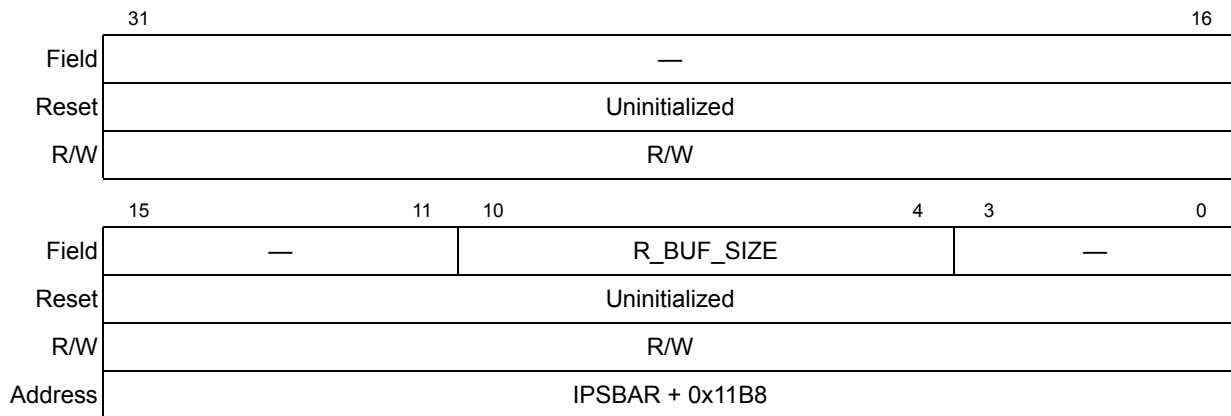 31 16
Field —
Reset Uninitialized
R/W R/W
15 11 10 4 3 0
Field — R_BUF_SIZE —
Reset Uninitialized
R/W R/W
Address IPSBAR + 0x11B8